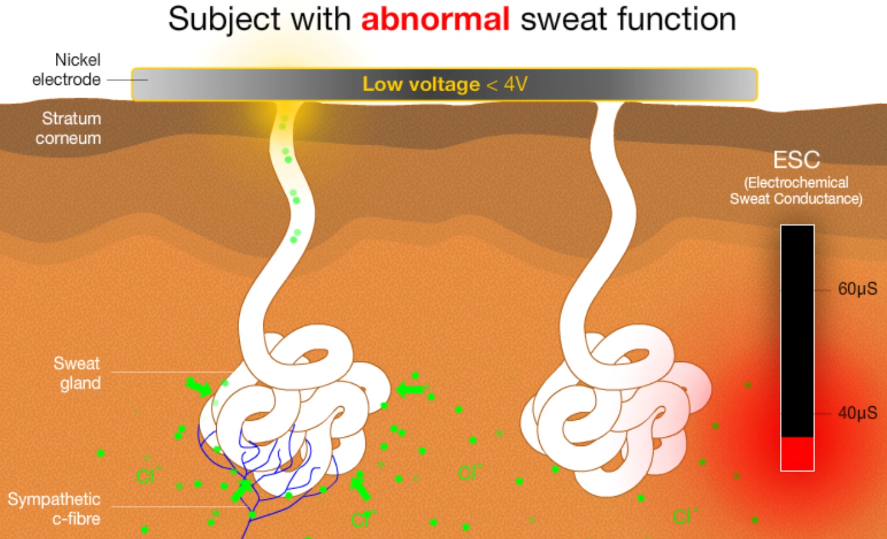 Subject with abnormal sweat function
Nickel
electrode
Low voltage < 4V
Stratum
corneum
ESC
(Electrochemical
Sweat Conductance)
60µS
Sweat
gland
40µS
Cl⁻
Cl⁻
Sympathetic
c-fibre
Cl⁻
Cl⁻